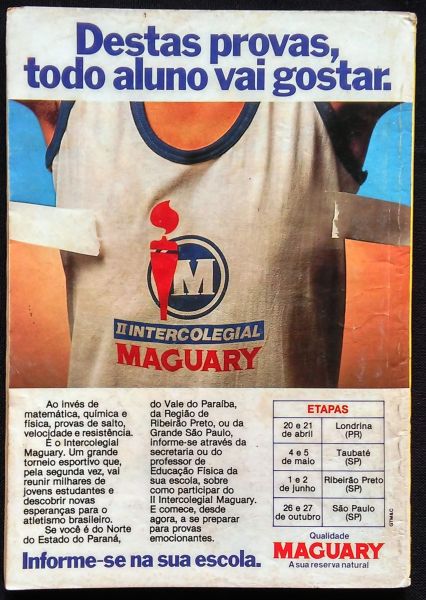 Destas provas,
todo aluno vai gostar.
M
II INTERCOLEGIAL
MAGUARY
Ao invés de
matemática, química e
física, provas de salto,
velocidade e resistência.
É o Intercolegial
Maguary. Um grande
torneio esportivo que,
pela segunda vez, vai
reunir milhares de
jovens estudantes e
descobrir novas
esperanças para o
atletismo brasileiro.
Se você é do Norte
do Estado do Paraná,
do Vale do Paraíba,
da Região de
Ribeirão Preto, ou da
Grande São Paulo,
informe-se através da
secretaria ou do
professor de
Educação Física da
sua escola, sobre
como participar do
II Intercolegial Maguary.
E comece, desde
agora, a se preparar
para provas
emocionantes.
ETAPAS
20 e 21 Londrina
de abril (PR)
4 e 5 Taubaté
de maio (SP)
1 e 2 Ribeirão Preto
de junho (SP)
26 e 27 São Paulo
de outubro (SP)
GTM&C
Qualidade
MAGUARY
A sua reserva natural
Informe-se na sua escola.